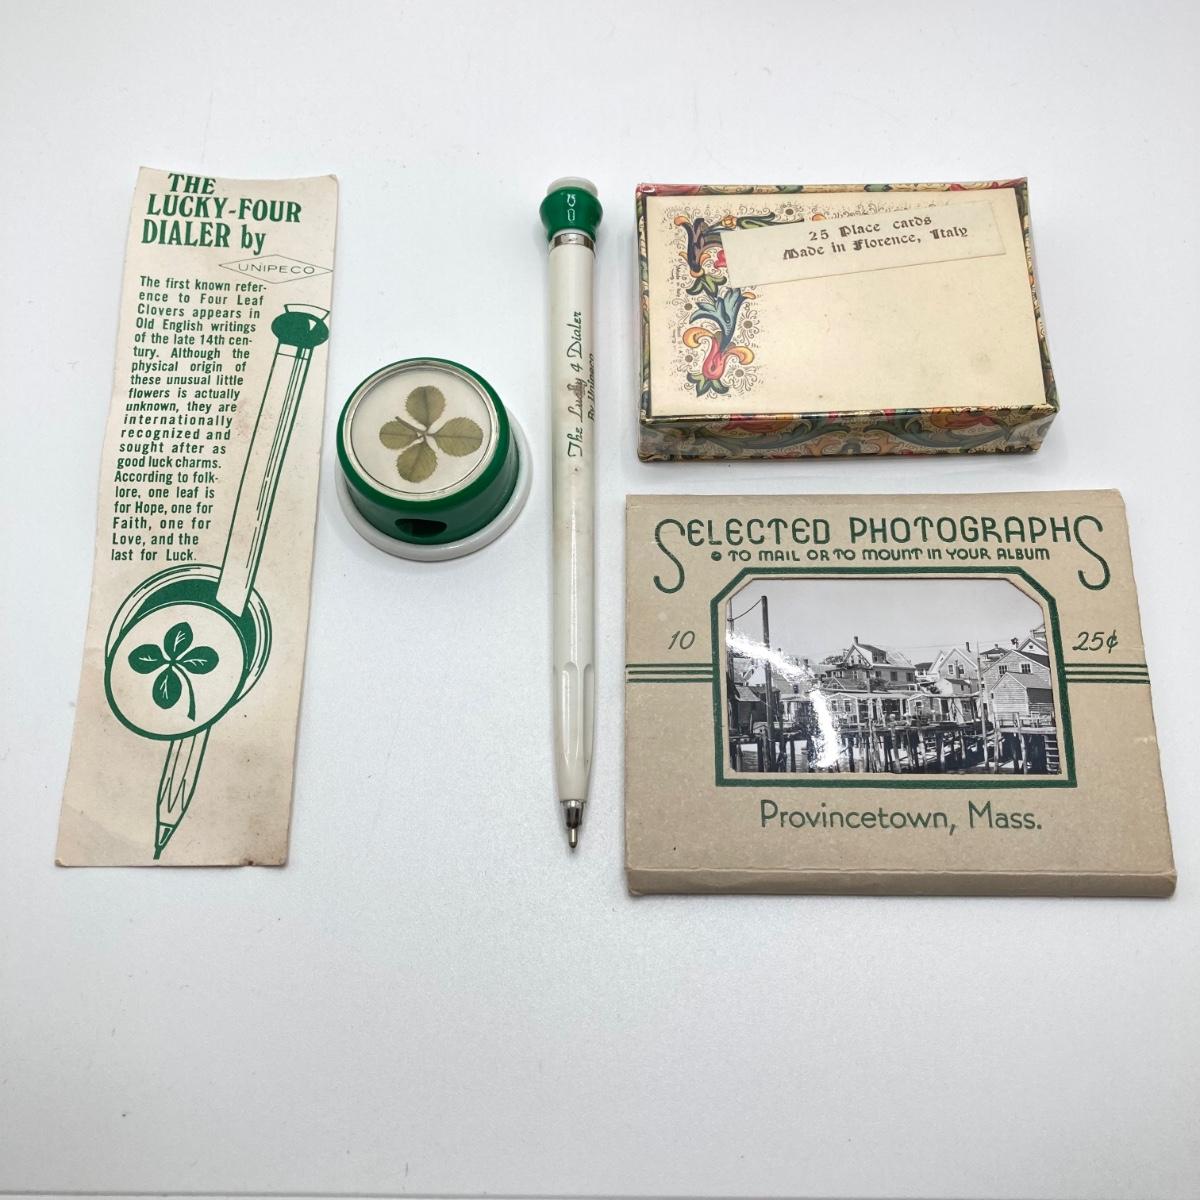 THE
LUCKY-FOUR
DIALER by
UNIPECO
The first known refer-
ence to Four Leaf
Clovers appears in
Old English writings
of the late 14th cen-
tury. Although the
physical origin of
these unusual little
flowers is actually
unknown, they are
internationally
recognized and
sought after as
good luck charms.
According to folk-
lore, one leaf is
for Hope, one for
Faith, one for
Love, and the
last for Luck.
The Lucky 4 Dialer
By Unipeco
25 Place cards
Made in Florence, Italy
SELECTED PHOTOGRAPHS
• TO MAIL OR TO MOUNT IN YOUR ALBUM
10
25¢
Provincetown, Mass.